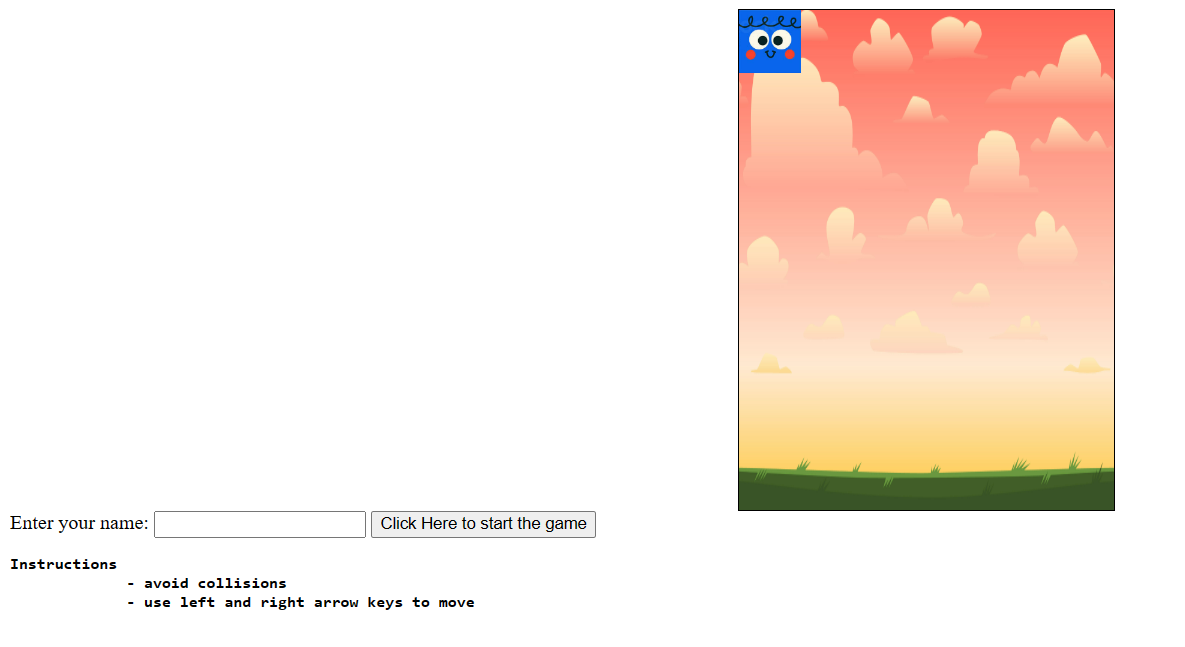 Enter your name: Click Here to start the game
Instructions
- avoid collisions
- use left and right arrow keys to move